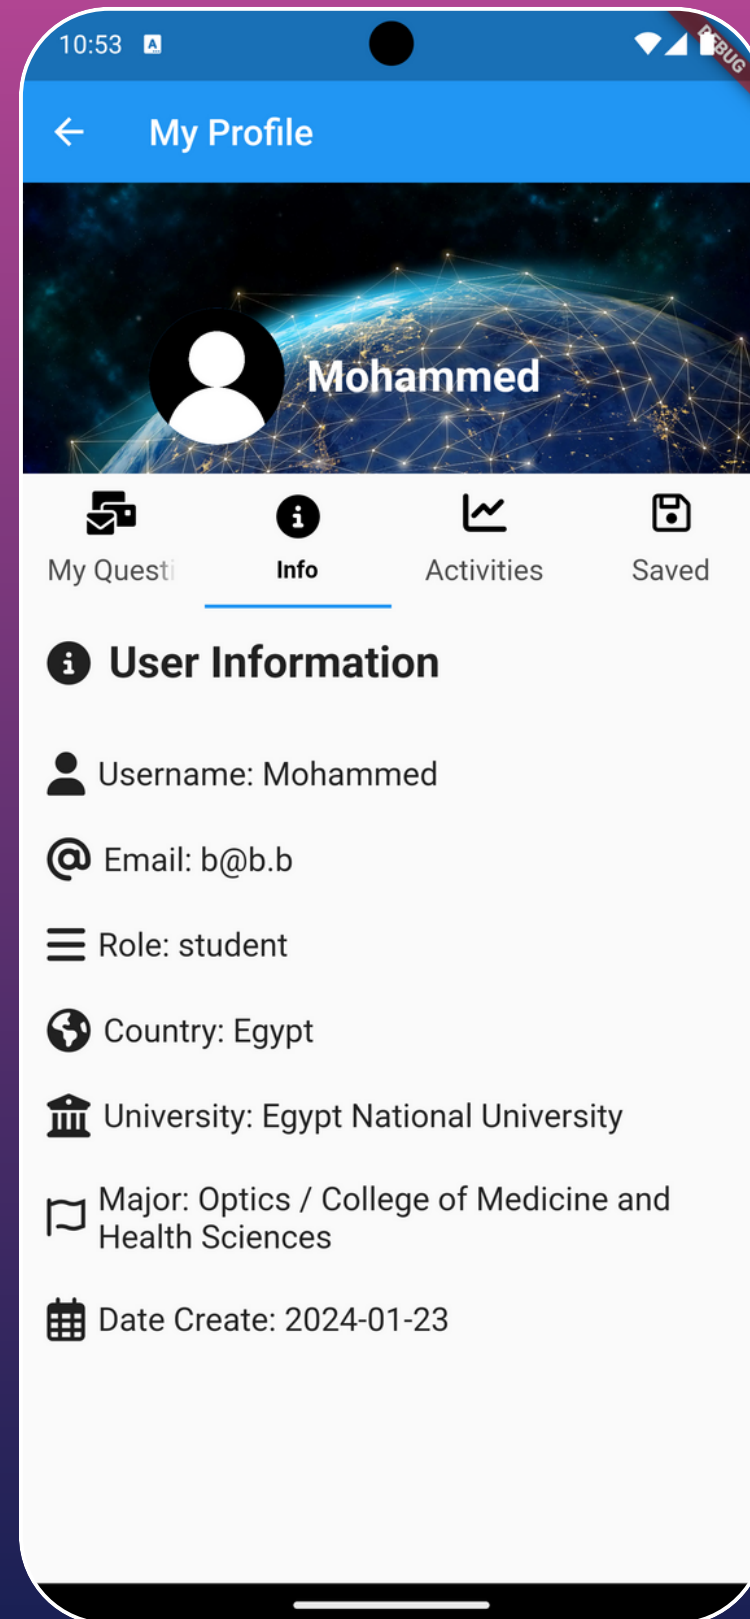 10:53
DEBUG
My Profile
Mohammed
My Questi
Info
Activities
Saved
User Information
Username: Mohammed
Email: b@b.b
Role: student
Country: Egypt
University: Egypt National University
Major: Optics / College of Medicine and
Health Sciences
Date Create: 2024-01-23